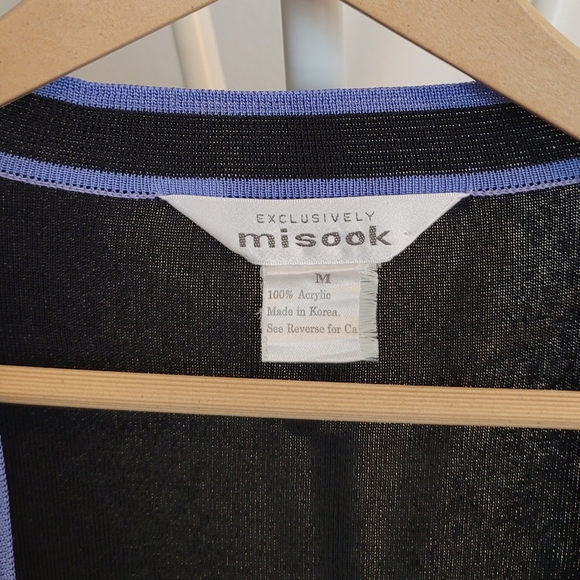 EXCLUSIVELY
misook
M
100% Acrylic
Made in Korea.
See Reverse for Ca